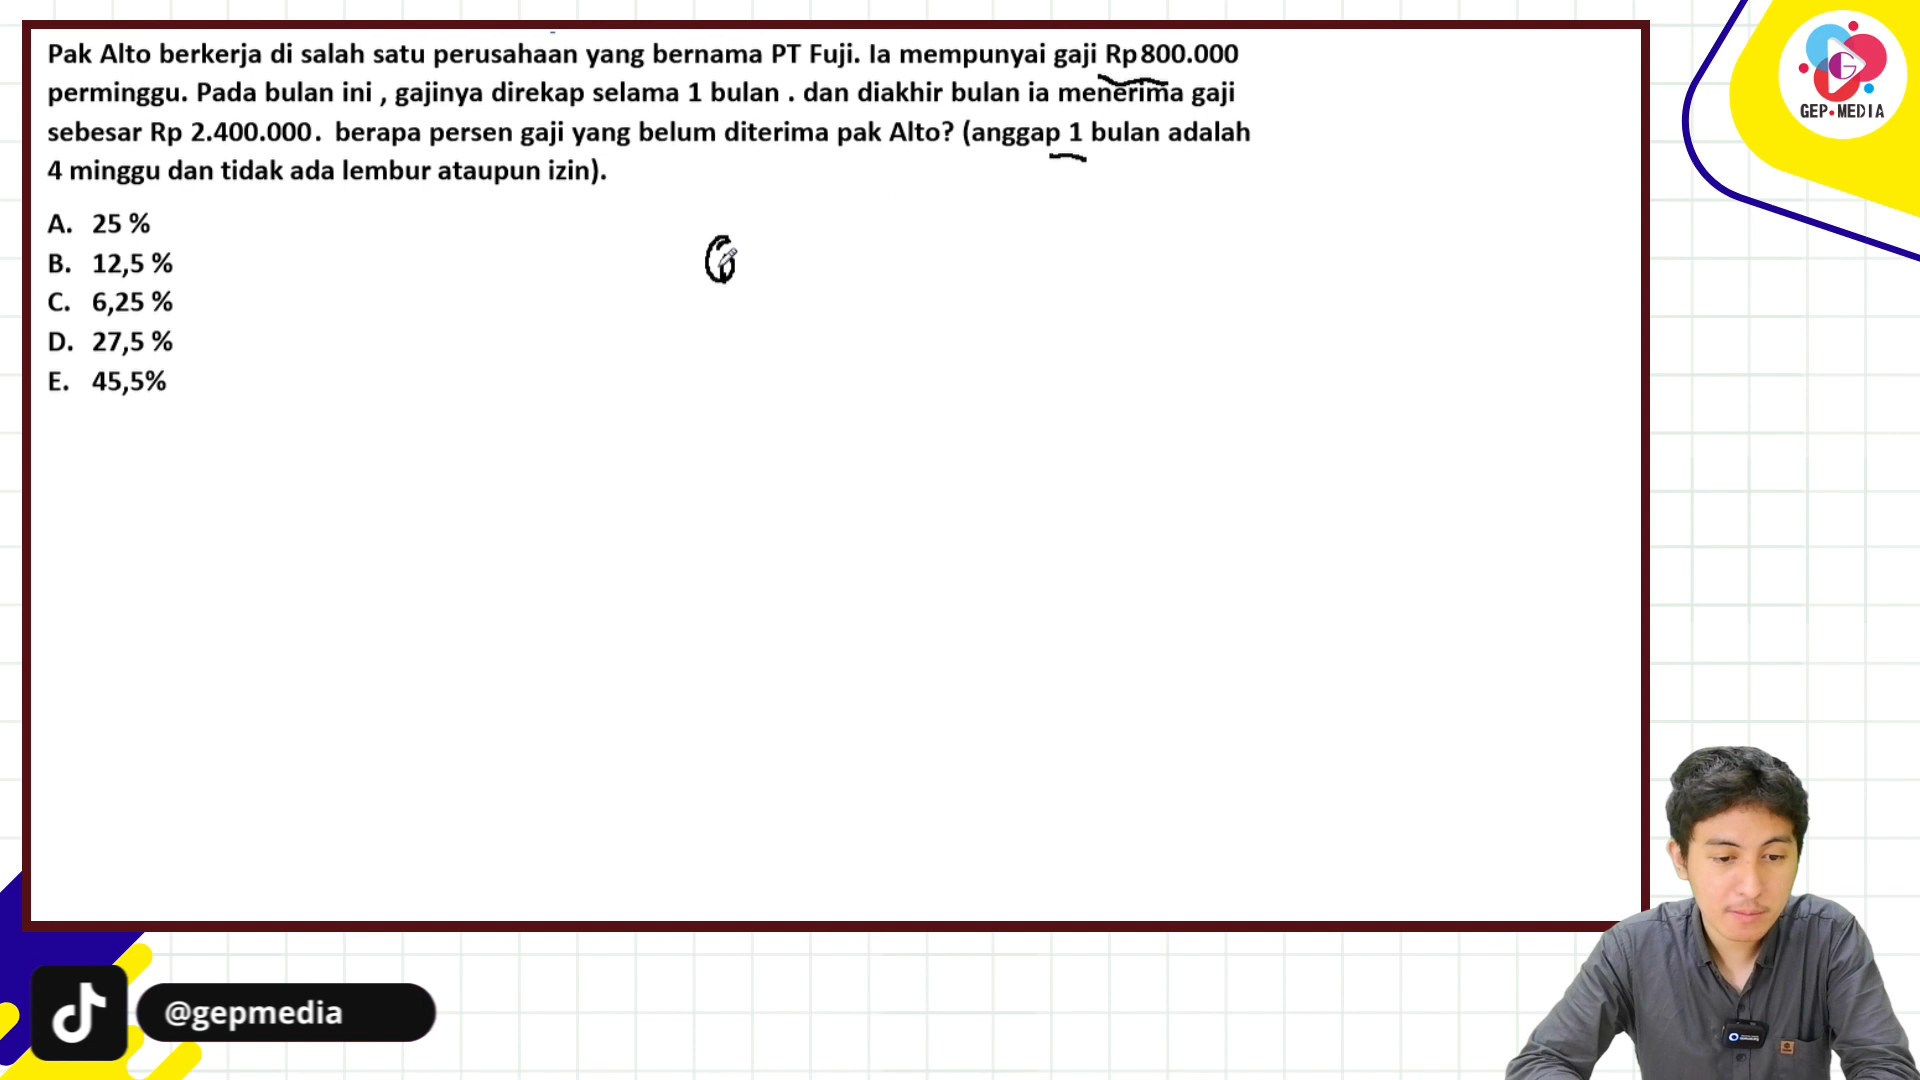 Pak Alto berkerja di salah satu perusahaan yang bernama PT Fuji. Ia mempunyai gaji Rp800.000
perminggu. Pada bulan ini , gajinya direkap selama 1 bulan . dan diakhir bulan ia menerima gaji
sebesar Rp 2.400.000. berapa persen gaji yang belum diterima pak Alto? (anggap 1 bulan adalah
4 minggu dan tidak ada lembur ataupun izin).
A. 25 %
B. 12,5 %
C. 6,25 %
D. 27,5 %
E. 45,5%
G
GEP•MEDIA
@gepmedia